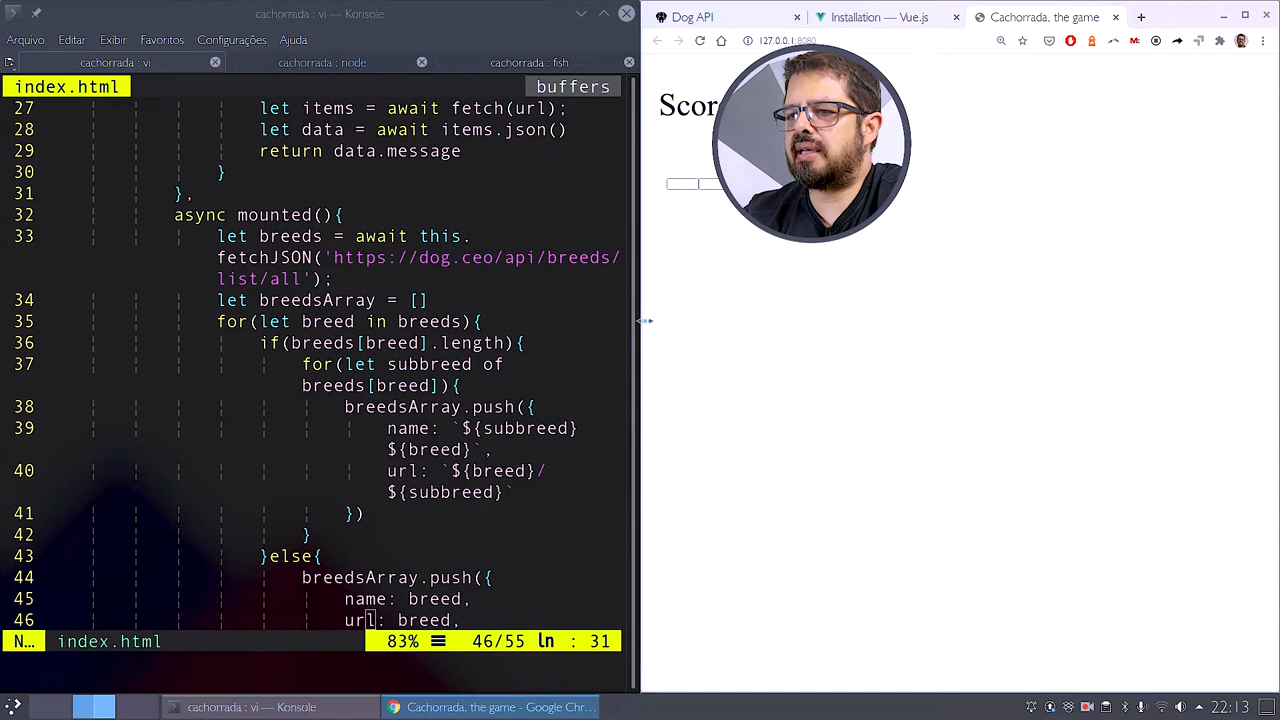 cachorrada : vi — Konsole
Arquivo Editar Exibir Favoritos Configurações Ajuda
cachorrada : vi
cachorrada : node
cachorrada : fish
index.html
buffers
27 let items = await fetch(url);
28 let data = await items.json()
29 return data.message
30 }
31 },
32 async mounted(){
33 let breeds = await this.
fetchJSON('https://dog.ceo/api/breeds/
list/all');
34 let breedsArray = []
35 for(let breed in breeds){
36 if(breeds[breed].length){
37 for(let subbreed of
breeds[breed]){
38 breedsArray.push({
39 name: `${subbreed}
${breed}`,
40 url: `${breed}/
${subbreed}`
41 })
42 }
43 }else{
44 breedsArray.push({
45 name: breed,
46 url: breed,
N… index.html 83% ☰ 46/55 ln : 31
Dog API
Installation — Vue.js
Cachorrada, the game
127.0.0.1:8080
Scor
cachorrada : vi — Konsole
Cachorrada, the game - Google Chr…
22:13